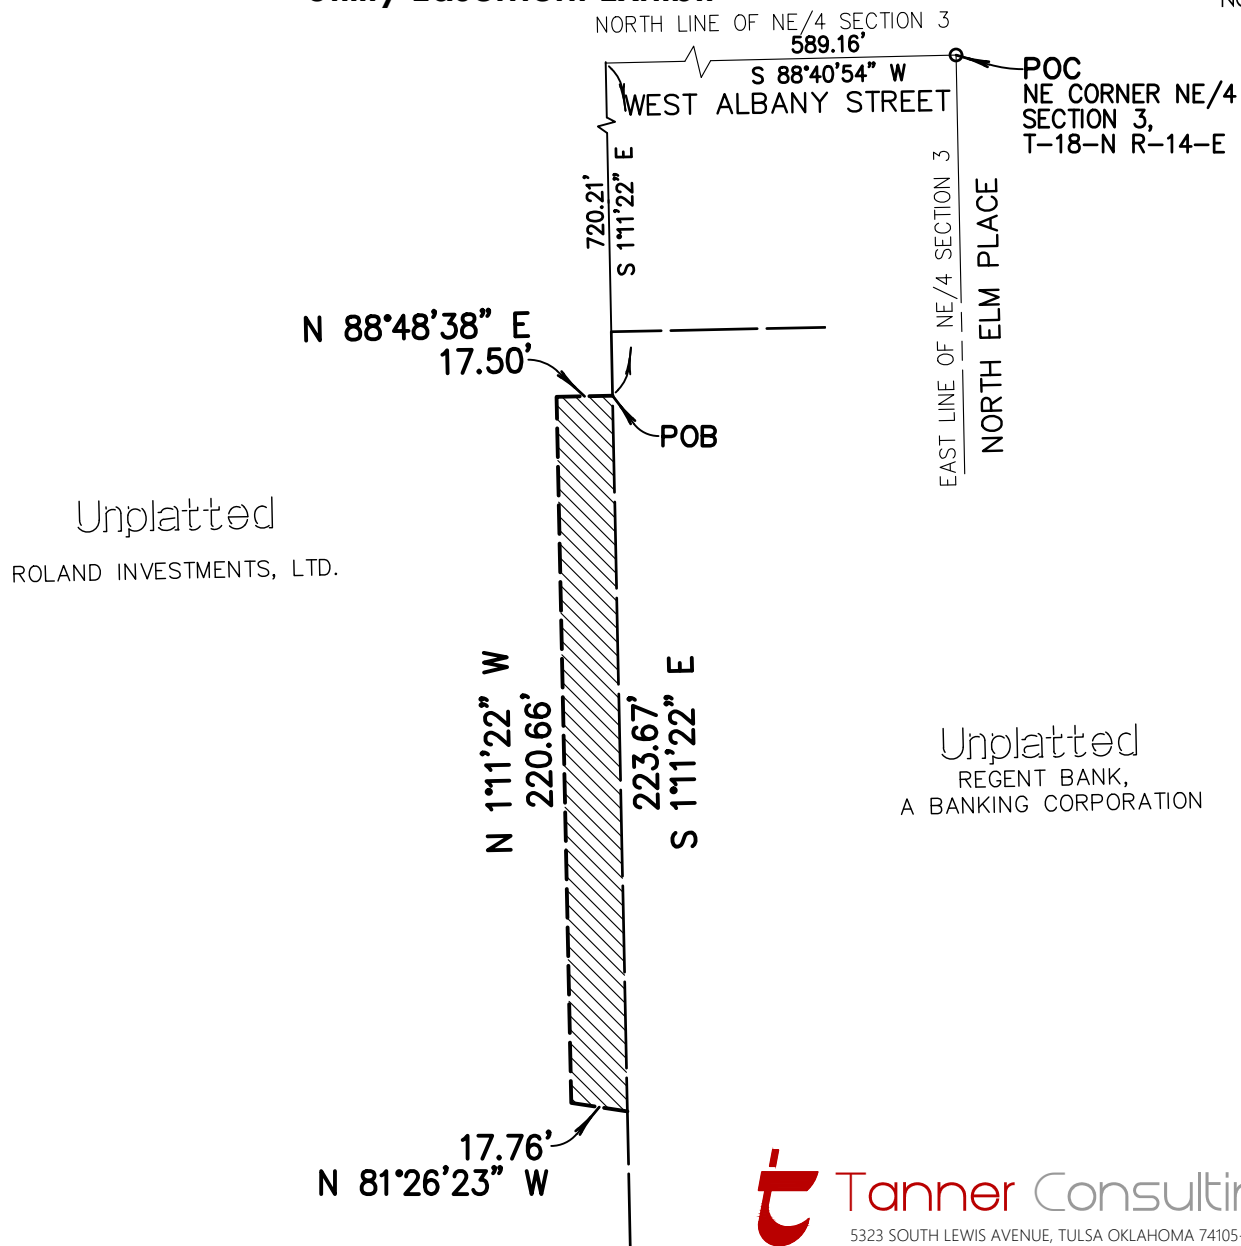 Utility Easement Exhibit
NORTH LINE OF NE/4 SECTION 3
589.16'
S 88°40'54" W
WEST ALBANY STREET
POC
NE CORNER NE/4
SECTION 3,
T-18-N R-14-E
720.21'
S 1°11'22" E
EAST LINE OF NE/4 SECTION 3
NORTH ELM PLACE
N 88°48'38" E
17.50'
POB
Unplatted
ROLAND INVESTMENTS, LTD.
N 1°11'22" W
220.66'
223.67'
S 1°11'22" E
Unplatted
REGENT BANK,
A BANKING CORPORATION
17.76'
N 81°26'23" W
Tanner Consultin
5323 SOUTH LEWIS AVENUE, TULSA OKLAHOMA 74105-